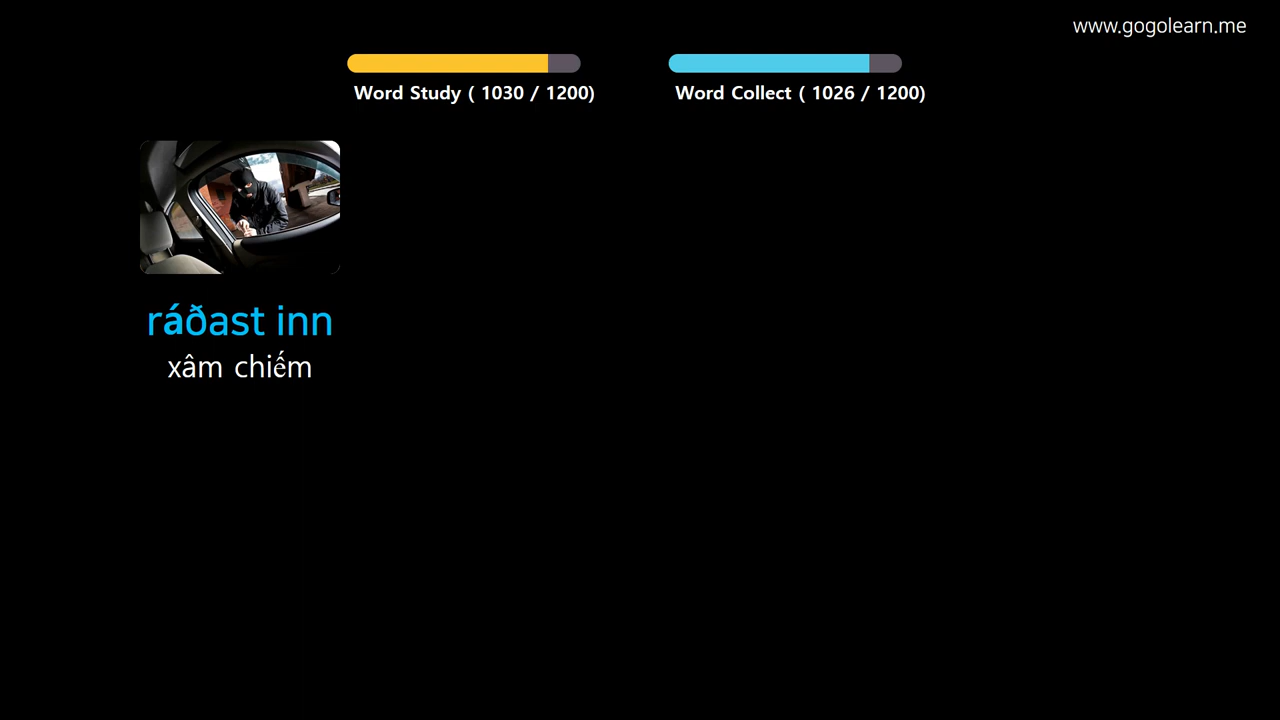 www.gogolearn.me
Word Study ( 1030 / 1200)
Word Collect ( 1026 / 1200)
ráðast inn
xâm chiếm